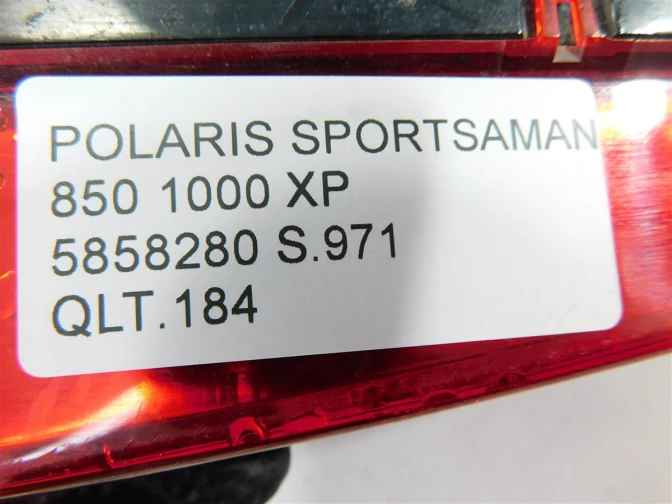 POLARIS SPORTSAMAN
850 1000 XP
5858280 S.971
QLT.184